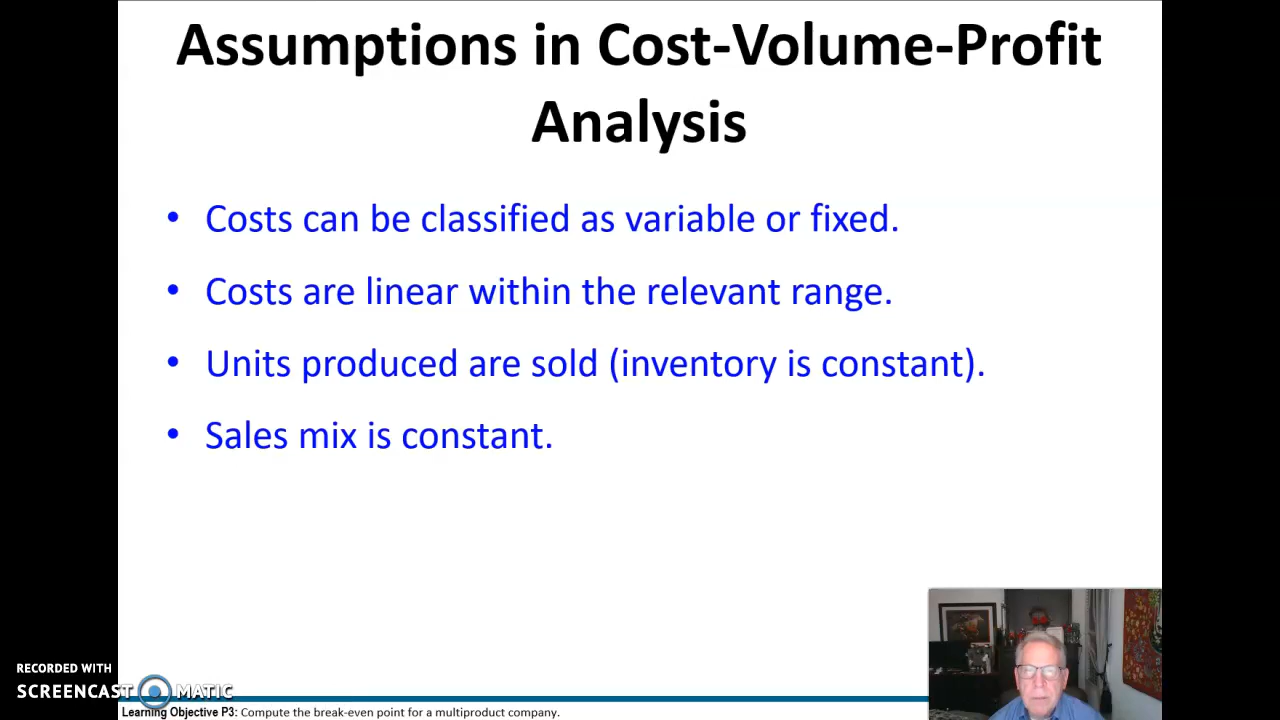 Assumptions in Cost-Volume-Profit
Analysis
• Costs can be classified as variable or fixed.
• Costs are linear within the relevant range.
• Units produced are sold (inventory is constant).
• Sales mix is constant.
RECORDED WITH
SCREENCAST MATIC
Learning Objective P3: Compute the break-even point for a multiproduct company.